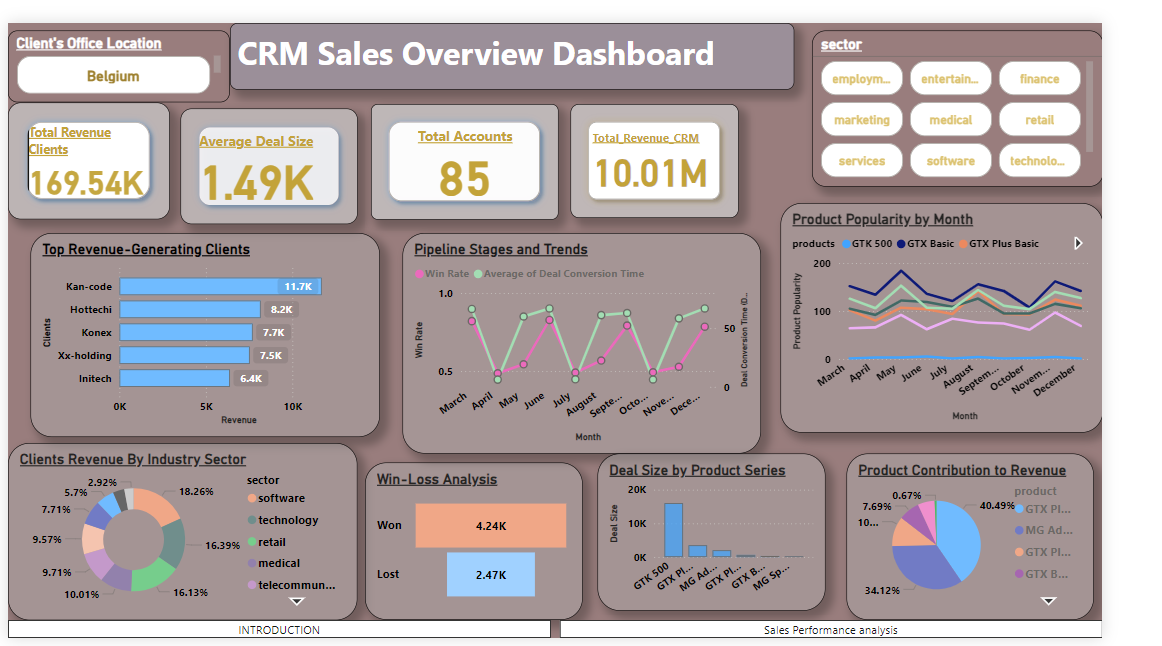 Client's Office Location
Belgium
CRM Sales Overview Dashboard
sector
employm...
entertain...
finance
marketing
medical
retail
services
software
technolo...
Total Revenue
Clients
169.54K
Average Deal Size
1.49K
Total Accounts
85
Total_Revenue_CRM
10.01M
Top Revenue-Generating Clients
Clients
Kan-code
11.7K
Hottechi
8.2K
Konex
7.7K
Xx-holding
7.5K
Initech
6.4K
0K
5K
10K
Revenue
Pipeline Stages and Trends
Win Rate
Average of Deal Conversion Time
Win Rate
1.0
0.5
50
0
Deal Conversion Time (D...
March
April
May
June
July
August
Septe...
Octo...
Nove...
Dece...
Month
Product Popularity by Month
products
GTK 500
GTX Basic
GTX Plus Basic
Product Popularity
200
100
0
March
April
May
June
July
August
Septem...
October
Novem...
December
Month
Clients Revenue By Industry Sector
2.92%
5.7%
7.71%
9.57%
9.71%
10.01%
18.26%
16.39%
16.13%
sector
software
technology
retail
medical
telecommun...
Win-Loss Analysis
Won
4.24K
Lost
2.47K
Deal Size by Product Series
Deal Size
20K
10K
0K
GTK 500
GTX Pl...
MG Ad...
GTX Pl...
GTX B...
MG Sp...
Product Contribution to Revenue
0.67%
7.69%
10...
34.12%
40.49%
product
GTX Pl...
MG Ad...
GTX Pl...
GTX B...
INTRODUCTION
Sales Performance analysis